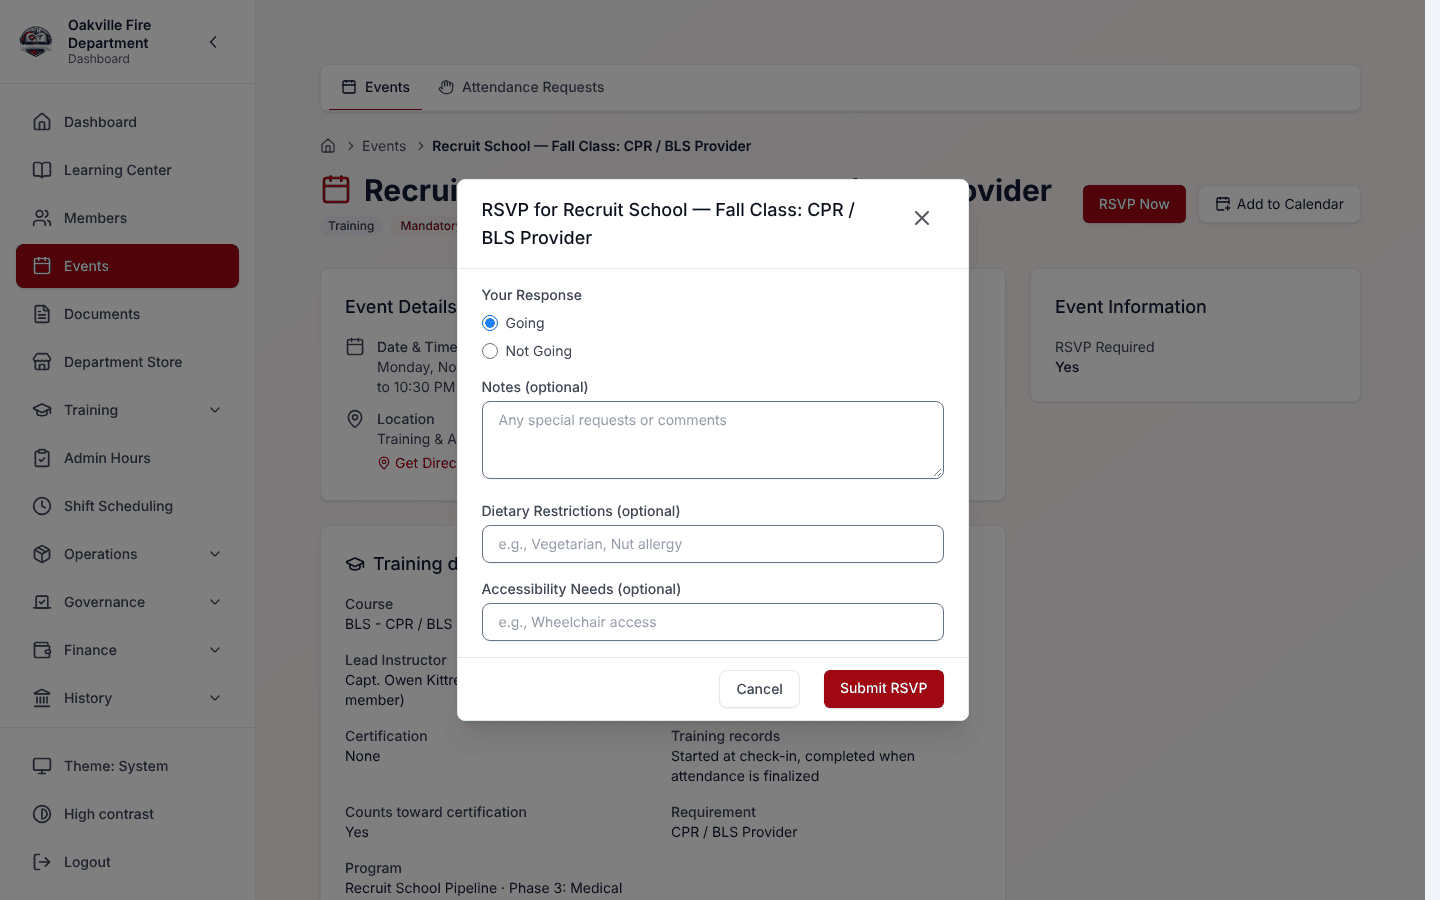 Oakville Fire
Department
Dashboard
Dashboard
Learning Center
Members
Events
Documents
Department Store
Training
Admin Hours
Shift Scheduling
Operations
Governance
Finance
History
Theme: System
High contrast
Logout
Events
Attendance Requests
Events
Recruit School — Fall Class: CPR / BLS Provider
RSVP Now
Add to Calendar
Training
RSVP for Recruit School — Fall Class: CPR /
BLS Provider
Your Response
Going
Not Going
Notes (optional)
Any special requests or comments
Dietary Restrictions (optional)
e.g., Vegetarian, Nut allergy
Accessibility Needs (optional)
e.g., Wheelchair access
Cancel
Submit RSVP
Event Details
Date & Time
Monday,
to 10:30 PM
Location
Training &
Get
Event Information
RSVP Required
Yes
Training
Course
BLS - CPR / BLS
Lead Instructor
Capt. Owen
member)
Certification
None
Training records
Started at check-in, completed when
attendance is finalized
Counts toward certification
Yes
Requirement
CPR / BLS Provider
Program
Recruit School Pipeline · Phase 3: Medical